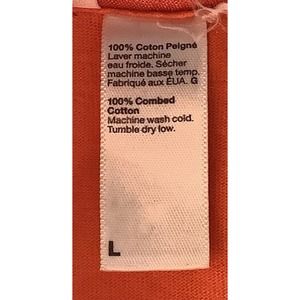 100% Coton Peigné
Laver machine
eau froide. Sécher
machine basse temp.
Fabriqué aux ÉUA. G
100% Combed
Cotton
Machine wash cold.
Tumble dry low.
L